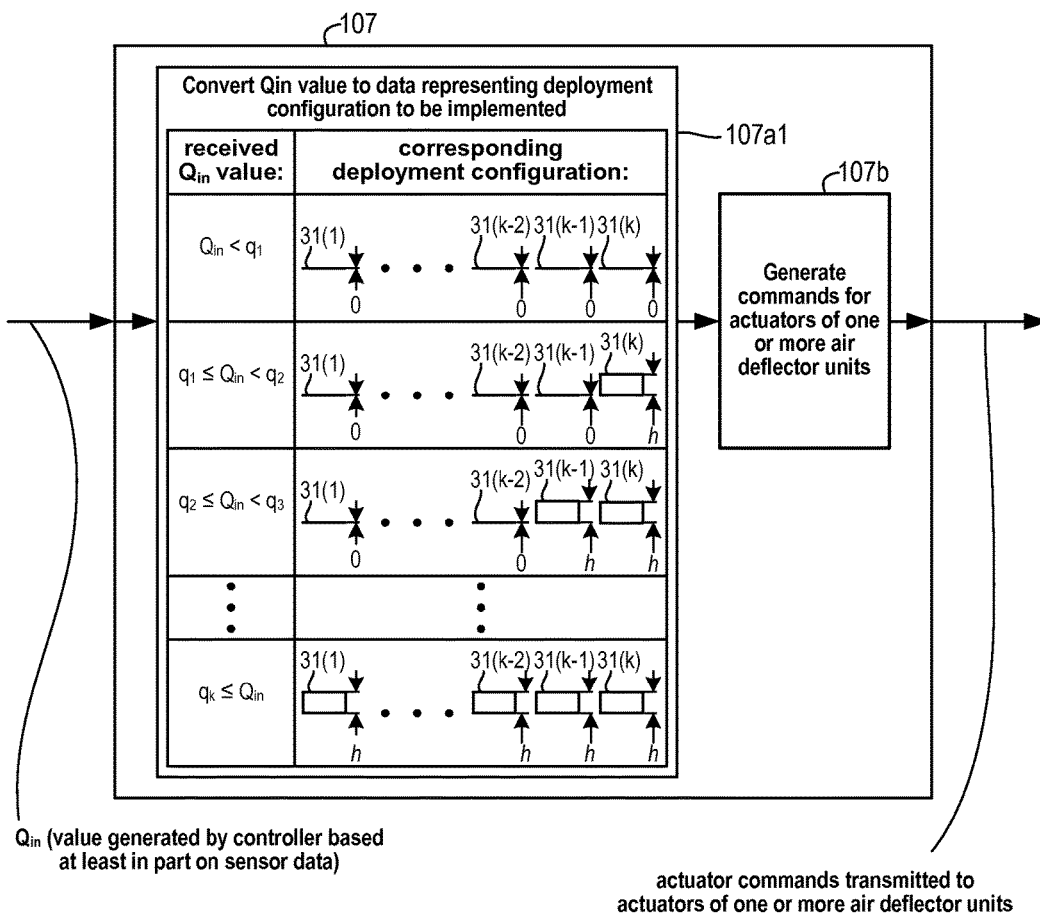 107
Convert Qin value to data representing deployment
configuration to be implemented
107a1
received
Qin value:
corresponding
deployment configuration:
107b
Generate
commands for
actuators of one
or more air
deflector units
Qin < q1
31(1) 31(k-2) 31(k-1) 31(k)
0 0 0 0
q1 ≤ Qin < q2
31(1) 31(k-2) 31(k-1) 31(k)
0 0 0 h
q2 ≤ Qin < q3
31(1) 31(k-2) 31(k-1) 31(k)
0 0 h h
qk ≤ Qin
31(1) 31(k-2) 31(k-1) 31(k)
h h h h
Qin (value generated by controller based
at least in part on sensor data)
actuator commands transmitted to
actuators of one or more air deflector units